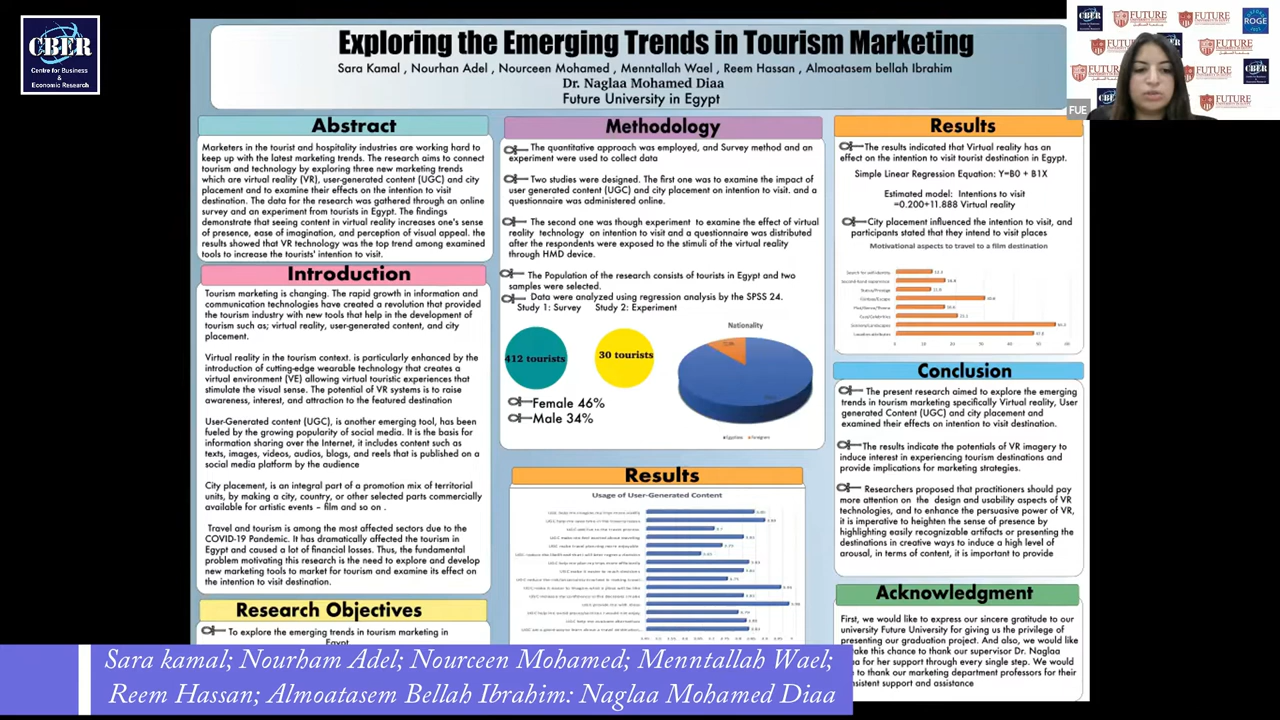 CBER
Centre for Business &
Economic Research
Exploring the Emerging Trends in Tourism Marketing
Sara Kamal , Nourhan Adel , Nourceen Mohamed , Menntallah Wael , Reem Hassan , Almoatasem bellah Ibrahim
Dr. Naglaa Mohamed Diaa
Future University in Egypt
FUTURE
ROGE
FUE
Abstract
Marketers in the tourist and hospitality industries are working hard to
keep up with the latest marketing trends. The research aims to connect
tourism and technology by exploring three new marketing trends
which are virtual reality (VR), user-generated content (UGC) and city
placement and to examine their effects on the intention to visit
destination. The data for the research was gathered through an online
survey and an experiment from tourists in Egypt. The findings
demonstrate that seeing content in virtual reality increases one's sense
of presence, ease of imagination, and perception of visual appeal. the
results showed that VR technology was the top trend among examined
tools to increase the tourists' intention to visit.
Introduction
Tourism marketing is changing. The rapid growth in information and
communication technologies have created a revolution that provided
the tourism industry with new tools that help in the development of
tourism such as; virtual reality, user-generated content, and city
placement.
Virtual reality in the tourism context. is particularly enhanced by the
introduction of cutting-edge wearable technology that creates a
virtual environment (VE) allowing virtual touristic experiences that
stimulate the visual sense. The potential of VR systems is to raise
awareness, interest, and attraction to the featured destination
User-Generated content (UGC), is another emerging tool, has been
fueled by the growing popularity of social media. It is the basis for
information sharing over the Internet, it includes content such as
texts, images, videos, audios, blogs, and reels that is published on a
social media platform by the audience
City placement, is an integral part of a promotion mix of territorial
units, by making a city, country, or other selected parts commercially
available for artistic events – film and so on .
Travel and tourism is among the most affected sectors due to the
COVID-19 Pandemic. It has dramatically affected the tourism in
Egypt and caused a lot of financial losses. Thus, the fundamental
problem motivating this research is the need to explore and develop
new marketing tools to market for tourism and examine its effect on
the intention to visit destination.
Research Objectives
To explore the emerging trends in tourism marketing in
Egypt
Methodology
The quantitative approach was employed, and Survey method and an
experiment were used to collect data
Two studies were designed. The first one was to examine the impact of
user generated content (UGC) and city placement on intention to visit. and a
questionnaire was administered online.
The second one was though experiment to examine the effect of virtual
reality technology on intention to visit and a questionnaire was distributed
after the respondents were exposed to the stimuli of the virtual reality
through HMD device.
The Population of the research consists of tourists in Egypt and two
samples were selected.
Data were analyzed using regression analysis by the SPSS 24.
Study 1: Survey Study 2: Experiment
412 tourists
30 tourists
Nationality
Female 46%
Male 34%
Results
Usage of User-Generated Content
Results
The results indicated that Virtual reality has an
effect on the intention to visit tourist destination in Egypt.
Simple Linear Regression Equation: Y=B0 + B1X
Estimated model: Intentions to visit
=0.200+11.888 Virtual reality
City placement influenced the intention to visit, and
participants stated that they intend to visit places
Motivational aspects to travel to a film destination
Conclusion
The present research aimed to explore the emerging
trends in tourism marketing specifically Virtual reality, User
generated Content (UGC) and city placement and
examined their effects on intention to visit destination.
The results indicate the potentials of VR imagery to
induce interest in experiencing tourism destinations and
provide implications for marketing strategies.
Researchers proposed that practitioners should pay
more attention on the design and usability aspects of VR
technologies, and to enhance the persuasive power of VR,
it is imperative to heighten the sense of presence by
highlighting easily recognizable artifacts or presenting the
destinations in creative ways to induce a high level of
arousal, in terms of content, it is important to provide
Acknowledgment
First, we would like to express our sincere gratitude to our
university Future University for giving us the privilege of
presenting our graduation project. And also, we would like
this chance to thank our supervisor Dr. Naglaa
for her support through every single step. We would
to thank our marketing department professors for their
support and assistance
Sara kamal; Nourham Adel; Nourceen Mohamed; Menntallah Wael;
Reem Hassan; Almoatasem Bellah Ibrahim: Naglaa Mohamed Diaa